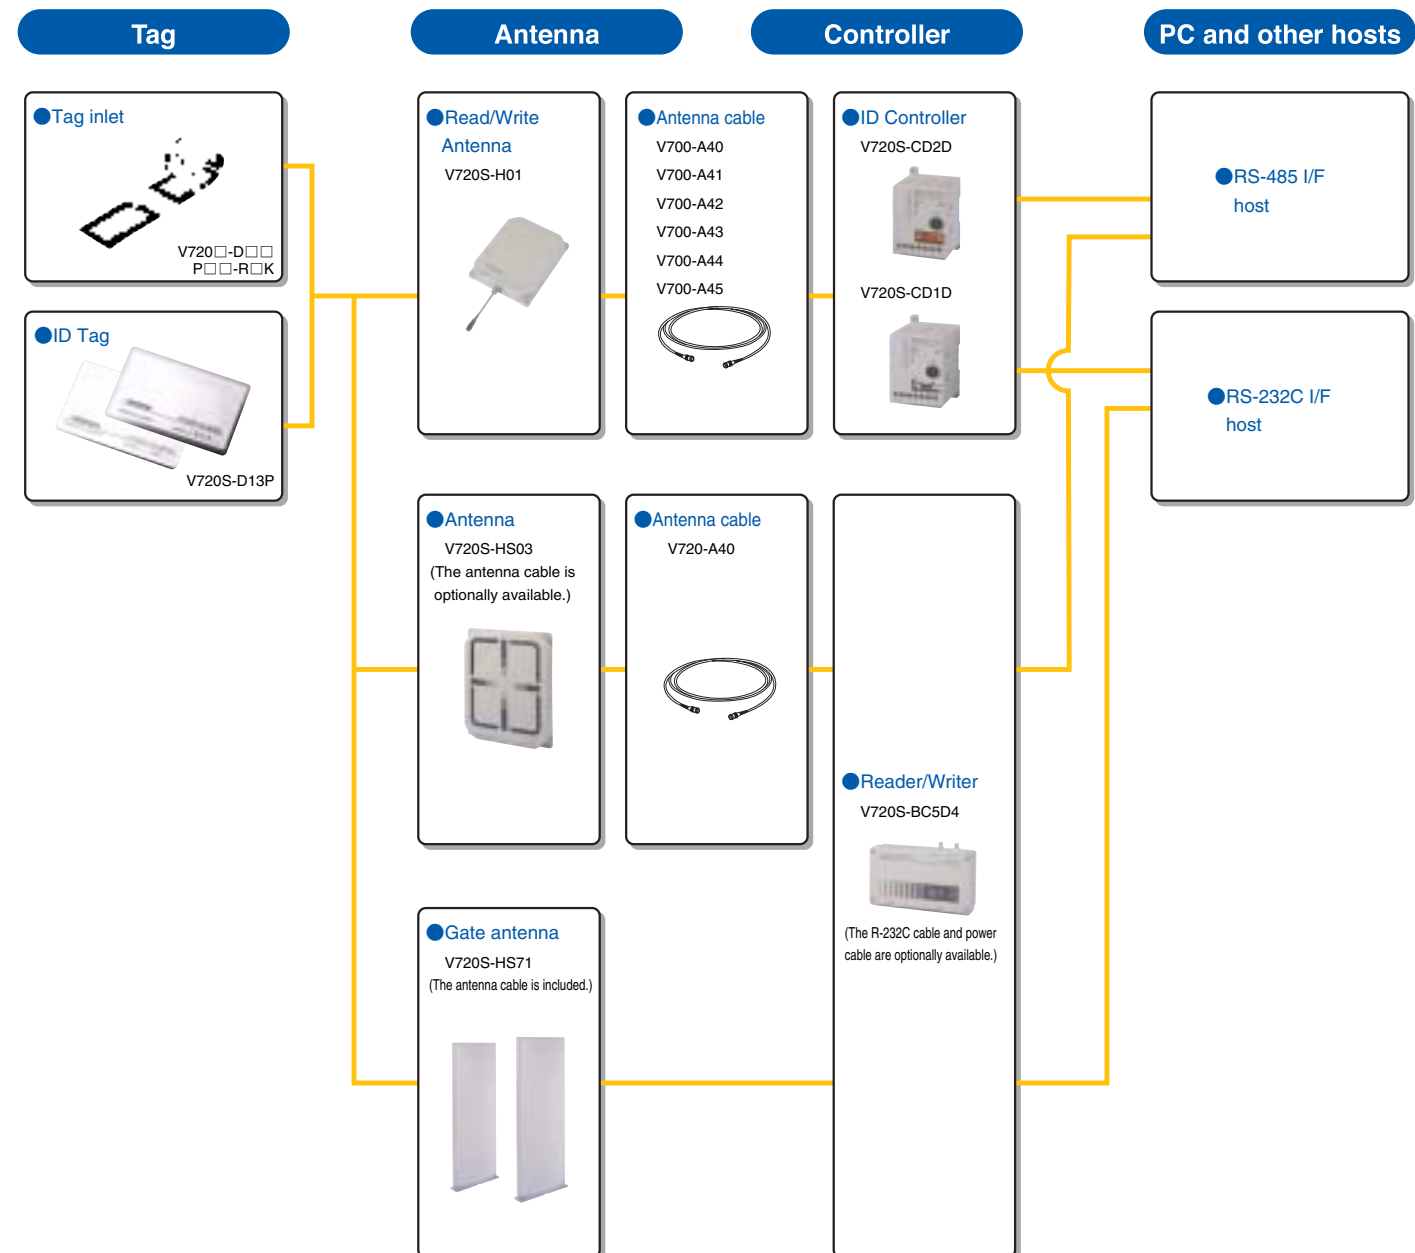 Tag
Antenna
Controller
PC and other hosts
●Tag inlet
V720□-D□□
P□□-R□K
●ID Tag
V720S-D13P
●Read/Write
Antenna
V720S-H01
●Antenna cable
V700-A40
V700-A41
V700-A42
V700-A43
V700-A44
V700-A45
●ID Controller
V720S-CD2D
V720S-CD1D
●RS-485 I/F
host
●RS-232C I/F
host
●Antenna
V720S-HS03
(The antenna cable is
optionally available.)
●Antenna cable
V720-A40
●Reader/Writer
V720S-BC5D4
(The R-232C cable and power
cable are optionally available.)
●Gate antenna
V720S-HS71
(The antenna cable is included.)